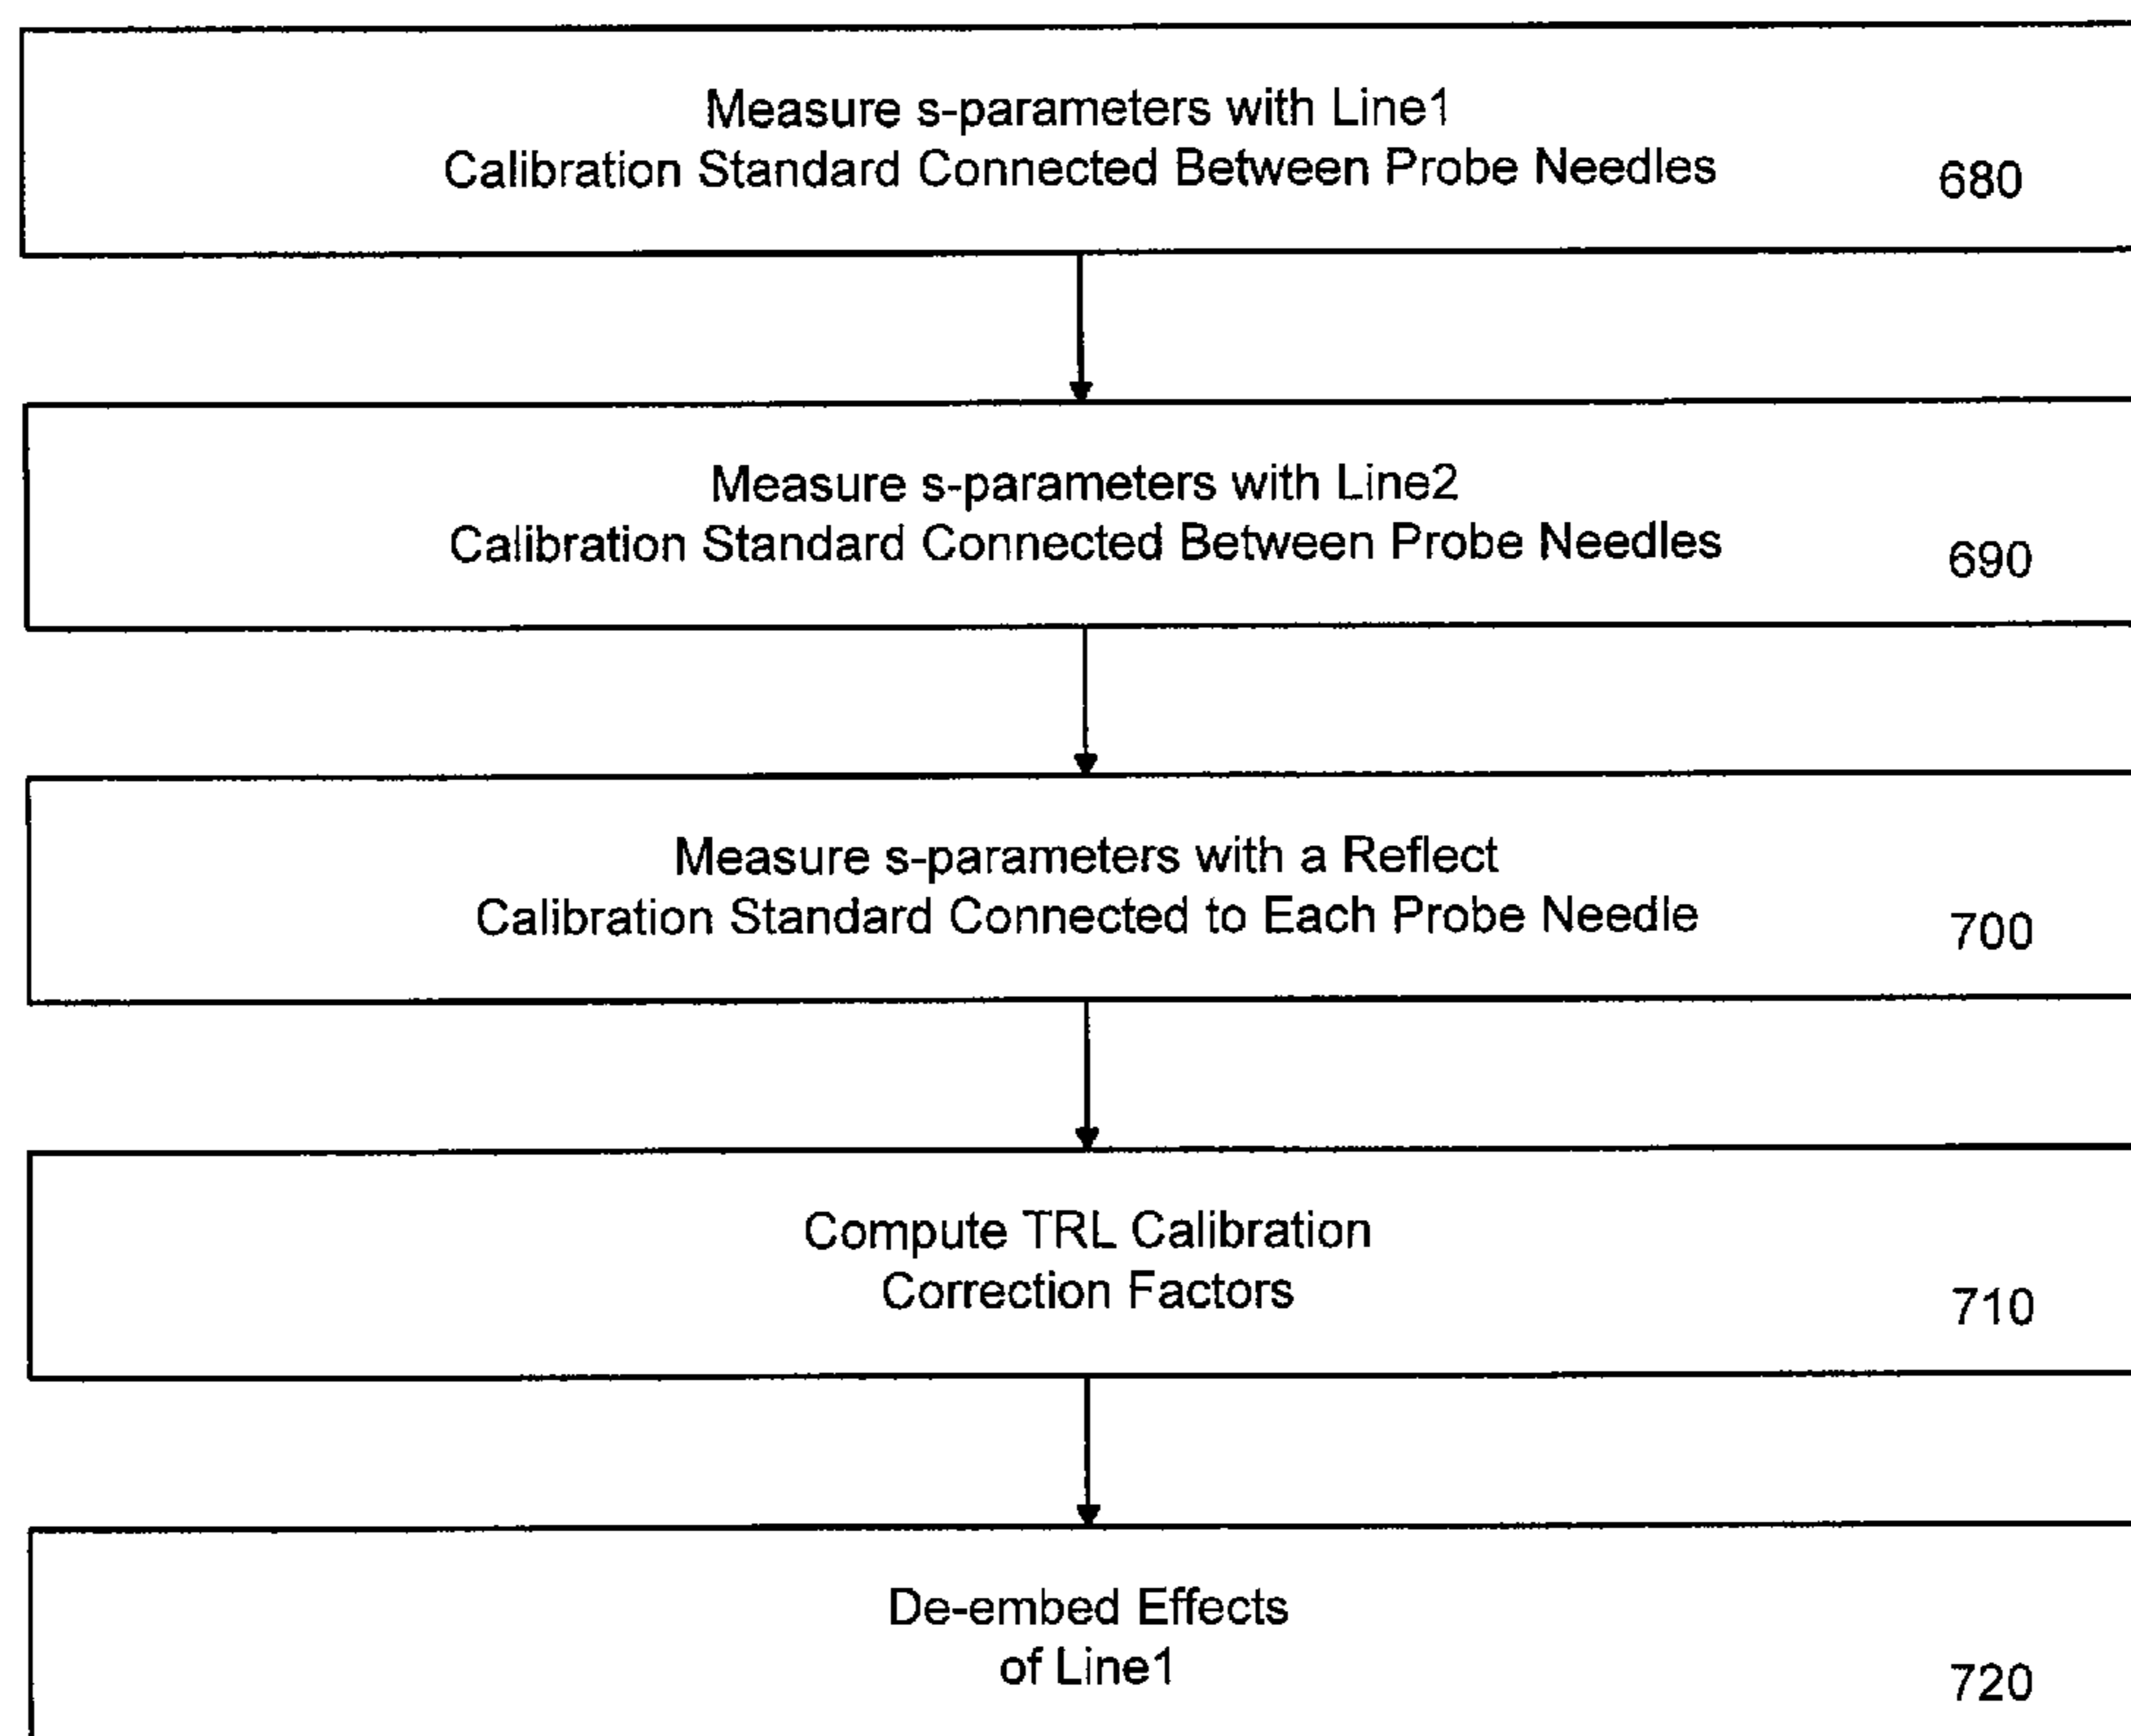 Measure s-parameters with Line1
Calibration Standard Connected Between Probe Needles
680
Measure s-parameters with Line2
Calibration Standard Connected Between Probe Needles
690
Measure s-parameters with a Reflect
Calibration Standard Connected to Each Probe Needle
700
Compute TRL Calibration
Correction Factors
710
De-embed Effects
of Line1
720